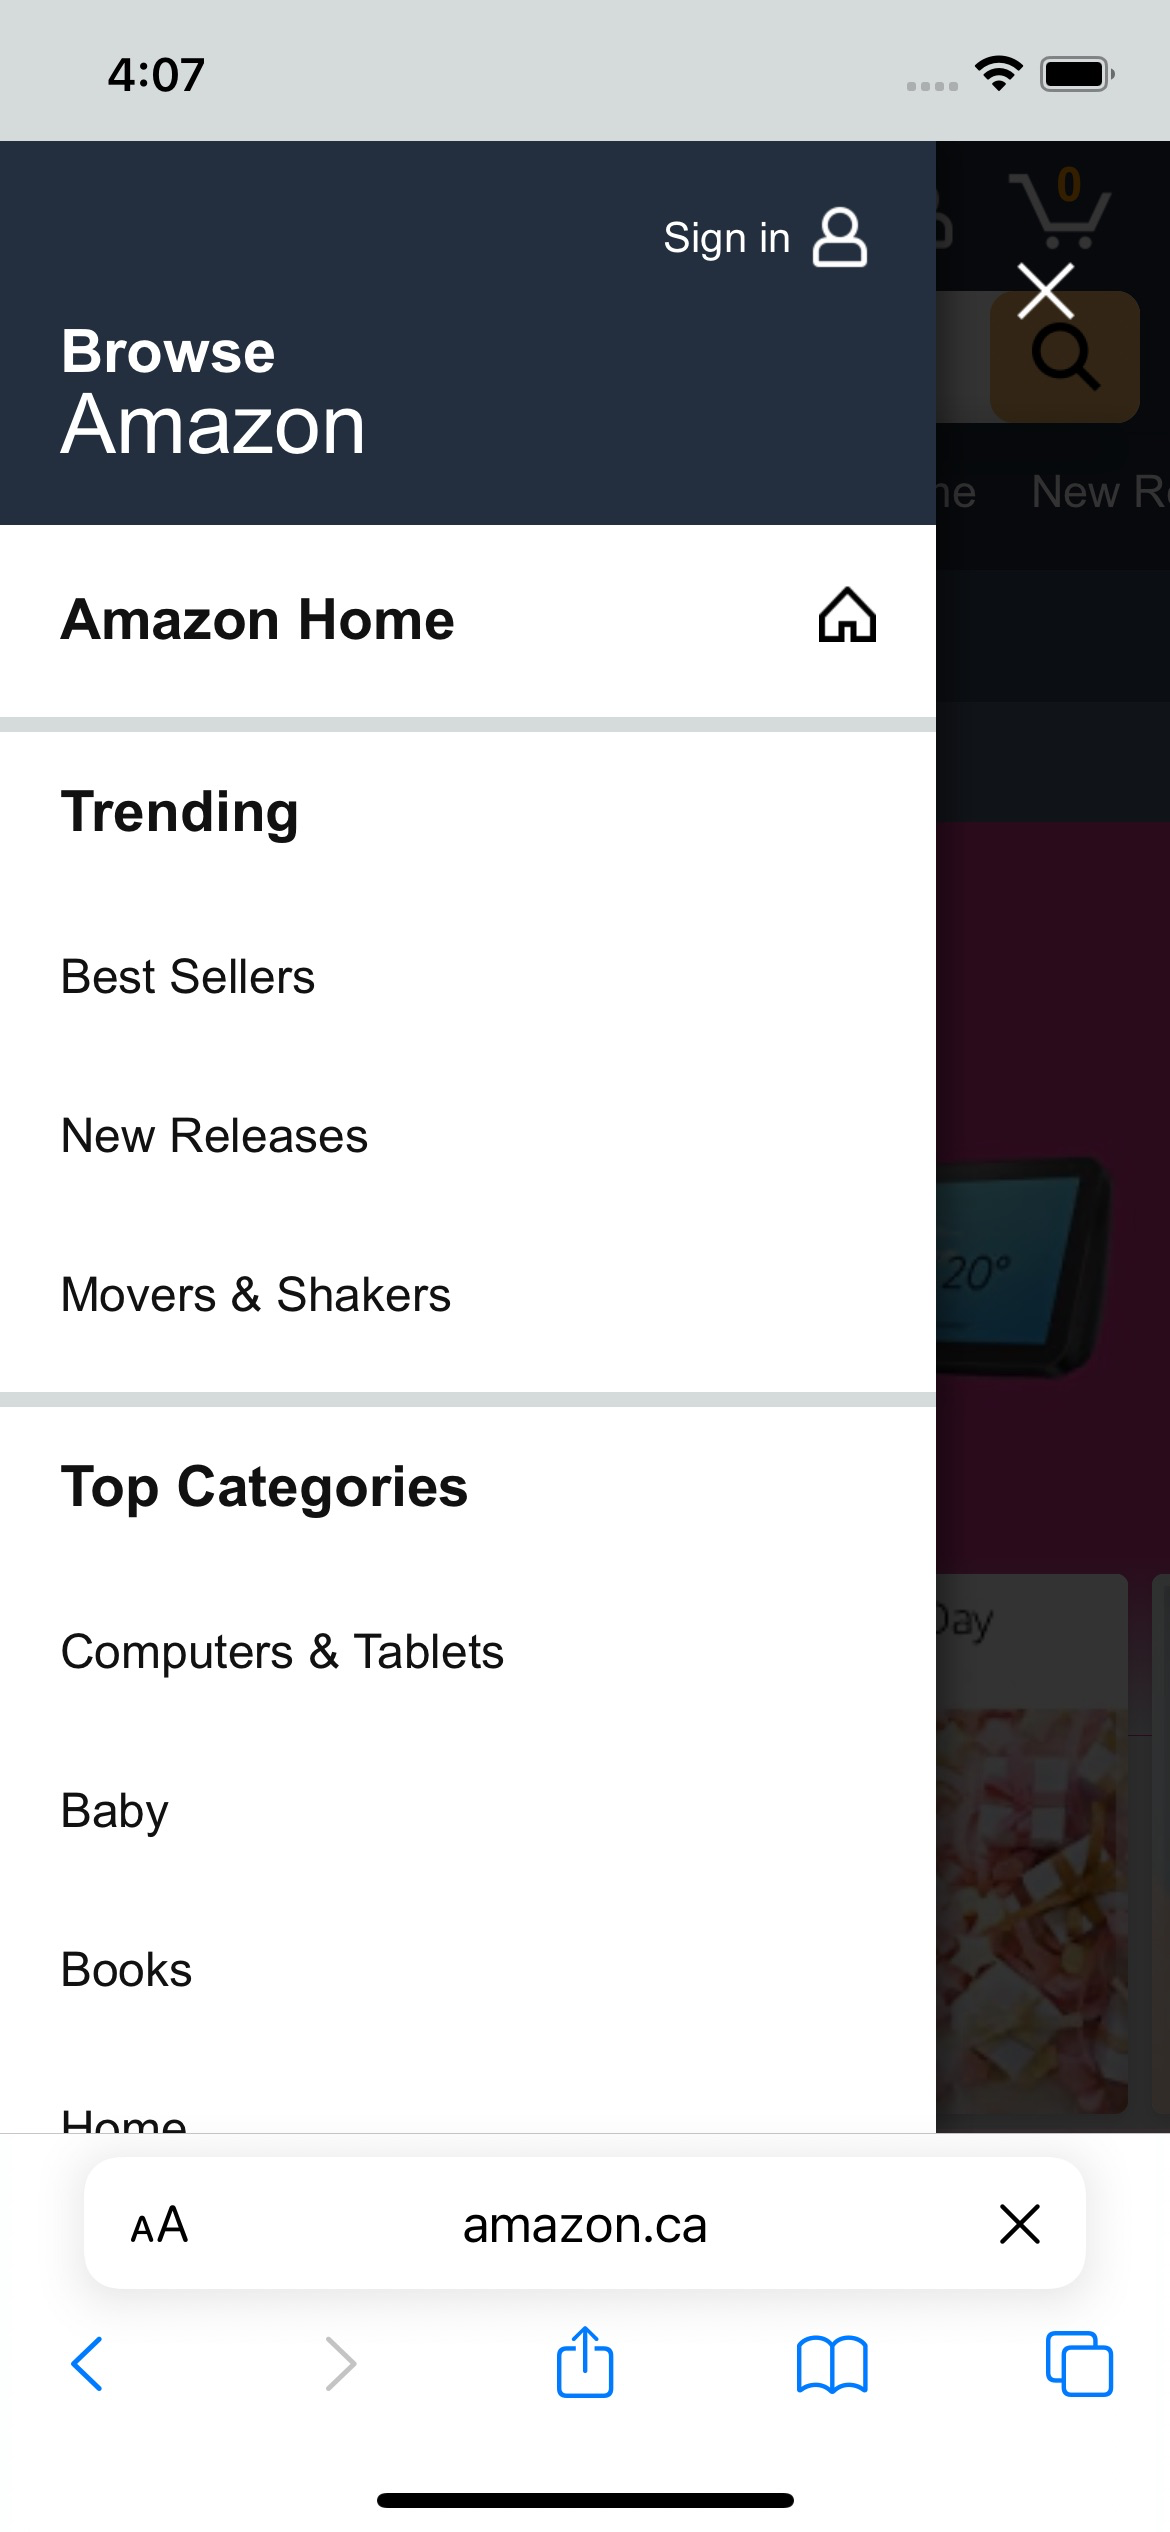 4:07
0
Sign in
Browse
Amazon
New R
Amazon Home
Trending
Best Sellers
New Releases
Movers & Shakers
20°
Top Categories
Computers & Tablets
Day
Baby
Books
Home
AA
amazon.ca